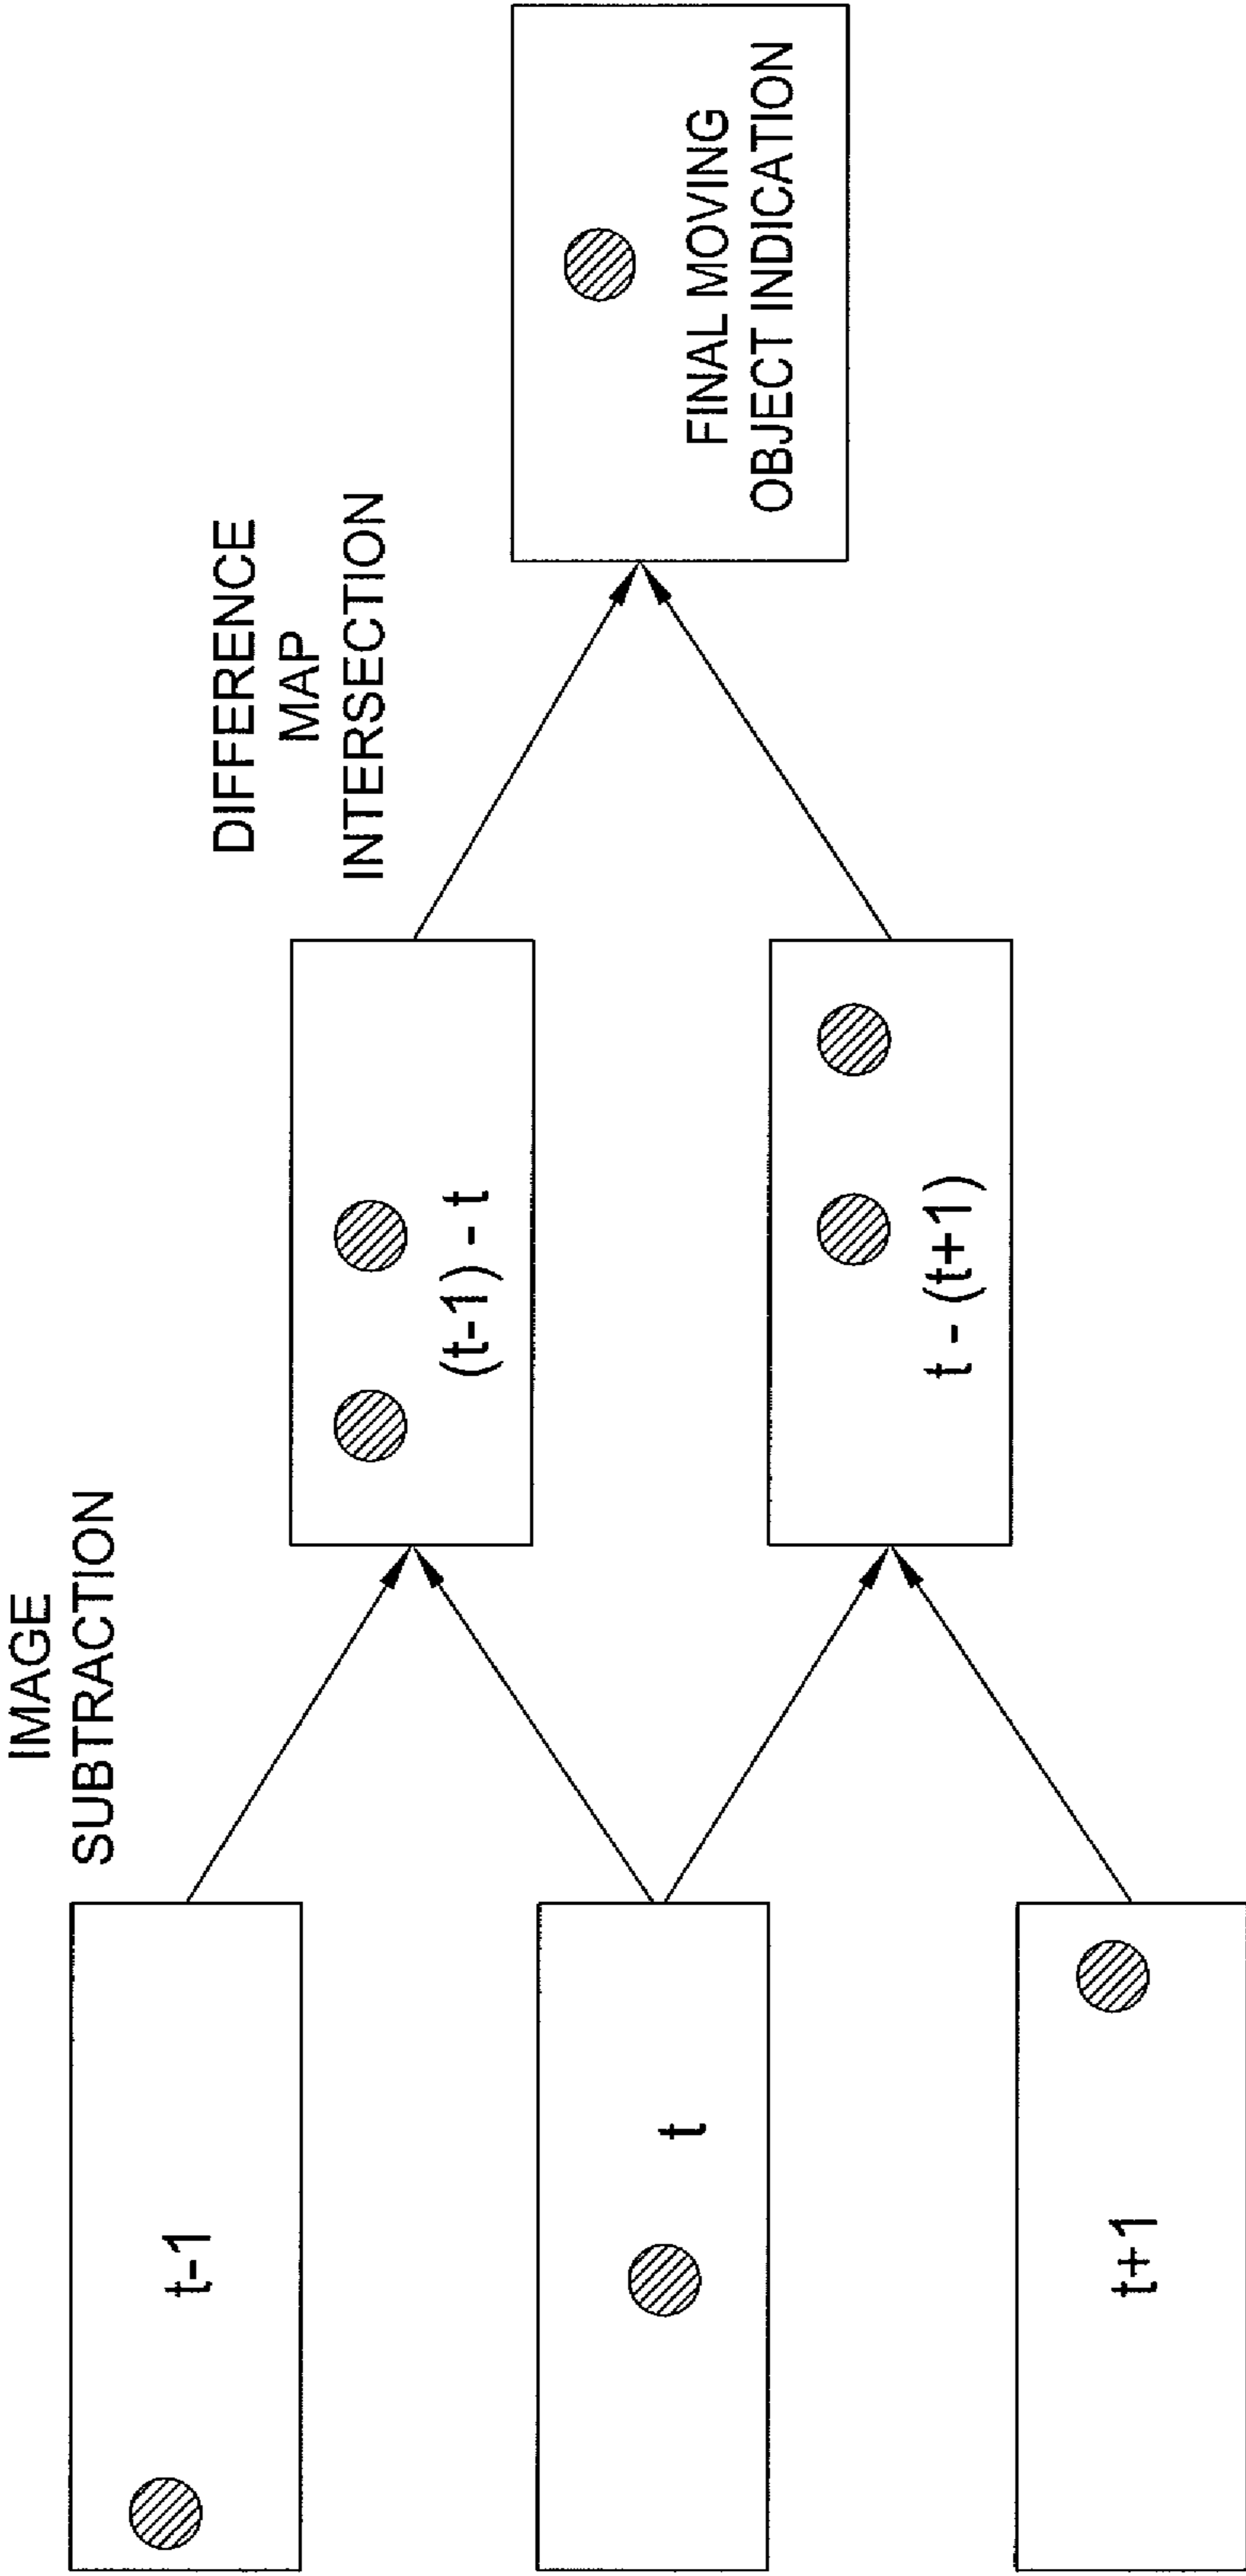 IMAGE
SUBTRACTION
DIFFERENCE
MAP
INTERSECTION
t-1
t
t+1
(t-1) - t
t - (t+1)
FINAL MOVING
OBJECT INDICATION